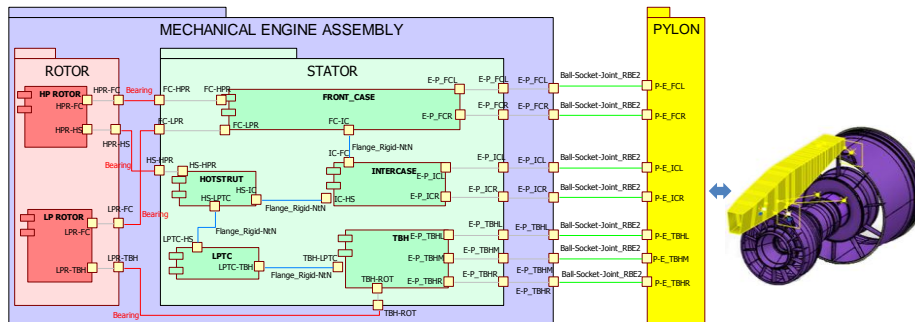 MECHANICAL ENGINE ASSEMBLY
PYLON
ROTOR
STATOR
HP ROTOR
HPR-FC
HPR-FC
HPR-HS
HPR-HS
Bearing
Bearing
FC-HPR
FC-HPR
FRONT_CASE
E-P_FCL
E-P_FCL
E-P_FCL
Ball-Socket-Joint_RBE2
P-E_FCL
FC-LPR
FC-LPR
FC-IC
E-P_FCR
E-P_FCR
E-P_FCR
Ball-Socket-Joint_RBE2
P-E_FCR
Flange_Rigid-NtN
HS-HPR
HS-HPR
HOTSTRUT
HS-IC
HS-LPTC
Flange_Rigid-NtN
IC-FC
INTERCASE
IC-HS
E-P_ICL
E-P_ICL
E-P_ICL
Ball-Socket-Joint_RBE2
P-E_ICL
E-P_ICR
E-P_ICR
E-P_ICR
Ball-Socket-Joint_RBE2
P-E_ICR
LP ROTOR
LPR-FC
LPR-FC
Bearing
LPR-TBH
LPR-TBH
Bearing
Flange_Rigid-NtN
LPTC-HS
LPTC
LPTC-TBH
Flange_Rigid-NtN
TBH-LPTC
TBH
E-P_TBHL
E-P_TBHL
E-P_TBHL
Ball-Socket-Joint_RBE2
P-E_TBHL
E-P_TBHM
E-P_TBHM
E-P_TBHM
Ball-Socket-Joint_RBE2
P-E_TBHM
E-P_TBHR
E-P_TBHR
E-P_TBHR
Ball-Socket-Joint_RBE2
P-E_TBHR
TBH-ROT
TBH-ROT